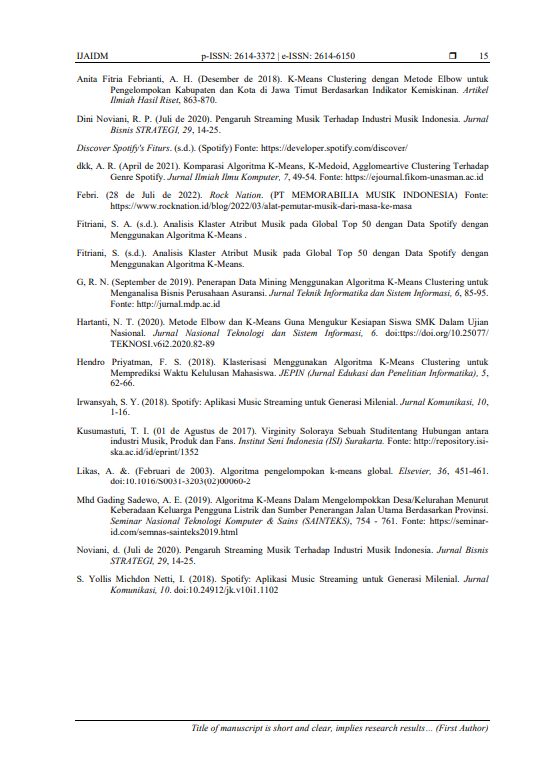 IJAIDM p-ISSN: 2614-3372 | e-ISSN: 2614-6150 ❒ 15
Anita Fitria Febrianti, A. H. (Desember de 2018). K-Means Clustering dengan Metode Elbow untuk
Pengelompokan Kabupaten dan Kota di Jawa Timut Berdasarkan Indikator Kemiskinan. Artikel
Ilmiah Hasil Riset, 863-870.
Dini Noviani, R. P. (Juli de 2020). Pengaruh Streaming Musik Terhadap Industri Musik Indonesia. Jurnal
Bisnis STRATEGI, 29, 14-25.
Discover Spotify's Fiturs. (s.d.). (Spotify) Fonte: https://developer.spotify.com/discover/
dkk, A. R. (April de 2021). Komparasi Algoritma K-Means, K-Medoid, Agglomeartive Clustering Terhadap
Genre Spotify. Jurnal Ilmiah Ilmu Komputer, 7, 49-54. Fonte: https://ejournal.fikom-unasman.ac.id
Febri. (28 de Juli de 2022). Rock Nation. (PT MEMORABILIA MUSIK INDONESIA) Fonte:
https://www.rocknation.id/blog/2022/03/alat-pemutar-musik-dari-masa-ke-masa
Fitriani, S. A. (s.d.). Analisis Klaster Atribut Musik pada Global Top 50 dengan Data Spotify dengan
Menggunakan Algoritma K-Means .
Fitriani, S. (s.d.). Analisis Klaster Atribut Musik pada Global Top 50 dengan Data Spotify dengan
Menggunakan Algoritma K-Means.
G, R. N. (September de 2019). Penerapan Data Mining Menggunakan Algoritma K-Means Clustering untuk
Menganalisa Bisnis Perusahaan Asuransi. Jurnal Teknik Informatika dan Sistem Informasi, 6, 85-95.
Fonte: http://jurnal.mdp.ac.id
Hartanti, N. T. (2020). Metode Elbow dan K-Means Guna Mengukur Kesiapan Siswa SMK Dalam Ujian
Nasional. Jurnal Nasional Teknologi dan Sistem Informasi, 6. doi:ttps://doi.org/10.25077/
TEKNOSI.v6i2.2020.82-89
Hendro Priyatman, F. S. (2018). Klasterisasi Menggunakan Algoritma K-Means Clustering untuk
Memprediksi Waktu Kelulusan Mahasiswa. JEPIN (Jurnal Edukasi dan Penelitian Informatika), 5,
62-66.
Irwansyah, S. Y. (2018). Spotify: Aplikasi Music Streaming untuk Generasi Milenial. Jurnal Komunikasi, 10,
1-16.
Kusumastuti, T. I. (01 de Agustus de 2017). Virginity Soloraya Sebuah Studitentang Hubungan antara
industri Musik, Produk dan Fans. Institut Seni Indonesia (ISI) Surakarta. Fonte: http://repository.isi-
ska.ac.id/id/eprint/1352
Likas, A. &. (Februari de 2003). Algoritma pengelompokan k-means global. Elsevier, 36, 451-461.
doi:10.1016/S0031-3203(02)00060-2
Mhd Gading Sadewo, A. E. (2019). Algoritma K-Means Dalam Mengelompokkan Desa/Kelurahan Menurut
Keberadaan Keluarga Pengguna Listrik dan Sumber Penerangan Jalan Utama Berdasarkan Provinsi.
Seminar Nasional Teknologi Komputer & Sains (SAINTEKS), 754 - 761. Fonte: https://seminar-
id.com/semnas-sainteks2019.html
Noviani, d. (Juli de 2020). Pengaruh Streaming Musik Terhadap Industri Musik Indonesia. Jurnal Bisnis
STRATEGI, 29, 14-25.
S. Yollis Michdon Netti, I. (2018). Spotify: Aplikasi Music Streaming untuk Generasi Milenial. Jurnal
Komunikasi, 10. doi:10.24912/jk.v10i1.1102
Title of manuscript is short and clear, implies research results… (First Author)